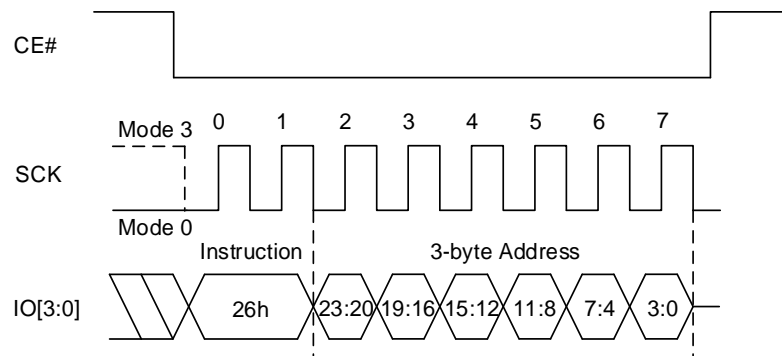 CE#
Mode 3 0 1 2 3 4 5 6 7
SCK
Mode 0
Instruction 3-byte Address
IO[3:0] 26h 23:20 19:16 15:12 11:8 7:4 3:0